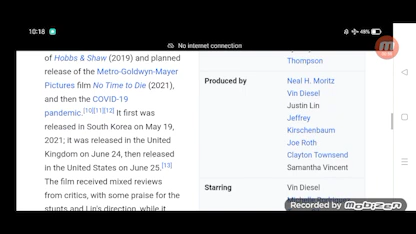 10:18
48%
No internet connection
of Hobbs & Shaw (2019) and planned
release of the Metro-Goldwyn-Mayer
Pictures film No Time to Die (2021),
and then the COVID-19
pandemic.[10][11][12] It first was
released in South Korea on May 19,
2021; it was released in the United
Kingdom on June 24, then released
in the United States on June 25.[13]
The film received mixed reviews
from critics, with some praise for the
stunts and Lin's direction, while it
Thompson
Produced by
Neal H. Moritz
Vin Diesel
Justin Lin
Jeffrey
Kirschenbaum
Joe Roth
Clayton Townsend
Samantha Vincent
Starring
Vin Diesel
Recorded by mobizen